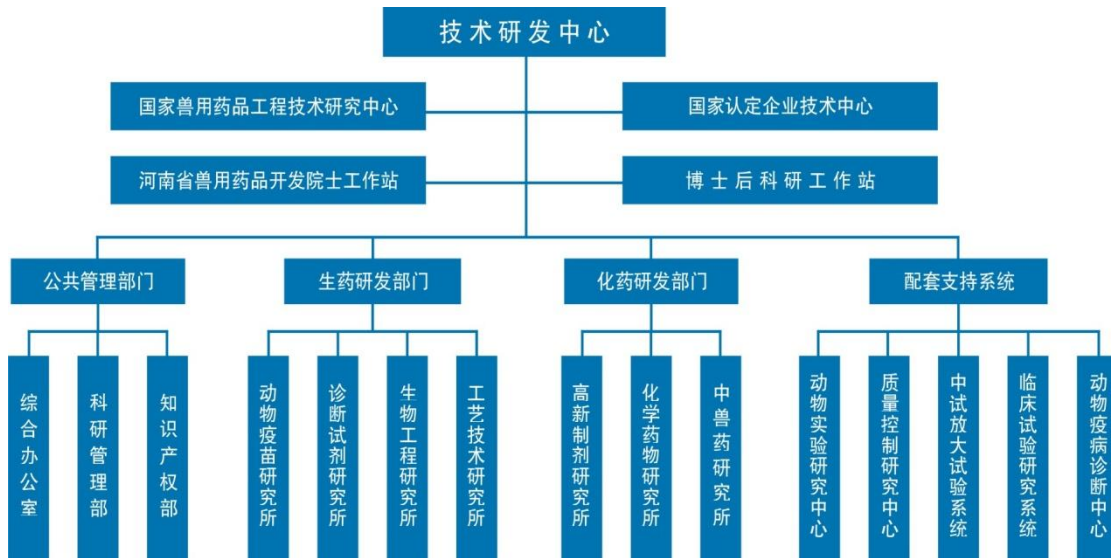 技术研发中心
国家兽用药品工程技术研究中心
国家认定企业技术中心
河南省兽用药品开发院士工作站
博士后科研工作站
公共管理部门
生药研发部门
化药研发部门
配套支持系统
综合办公室
科研管理部
知识产权部
动物疫苗研究所
诊断试剂研究所
生物工程研究所
工艺技术研究所
高新制剂研究所
化学药物研究所
中兽药研究所
动物实验研究中心
质量控制研究中心
中试放大试验系统
临床试验研究系统
动物疫病诊断中心